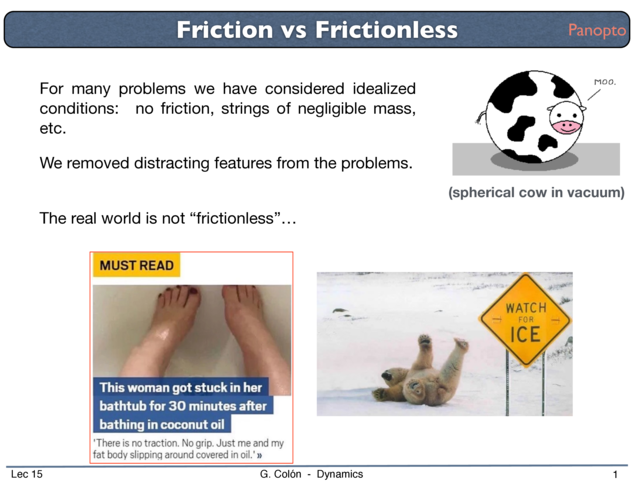 Friction vs Frictionless
Panopto
For many problems we have considered idealized
conditions: no friction, strings of negligible mass,
etc.
MOO.
We removed distracting features from the problems.
(spherical cow in vacuum)
The real world is not “frictionless”…
MUST READ
This woman got stuck in her
bathtub for 30 minutes after
bathing in coconut oil
'There is no traction. No grip. Just me and my
fat body slipping around covered in oil.' »
WATCH
FOR
ICE
Lec 15
G. Colón - Dynamics
1